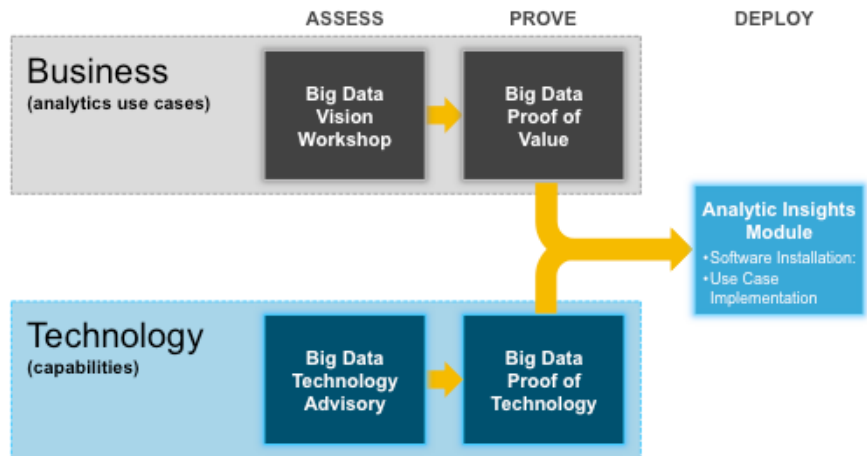 ASSESS
PROVE
DEPLOY
Business
(analytics use cases)
Big Data
Vision
Workshop
Big Data
Proof of
Value
Analytic Insights
Module
•Software Installation:
•Use Case
Implementation
Technology
(capabilities)
Big Data
Technology
Advisory
Big Data
Proof of
Technology